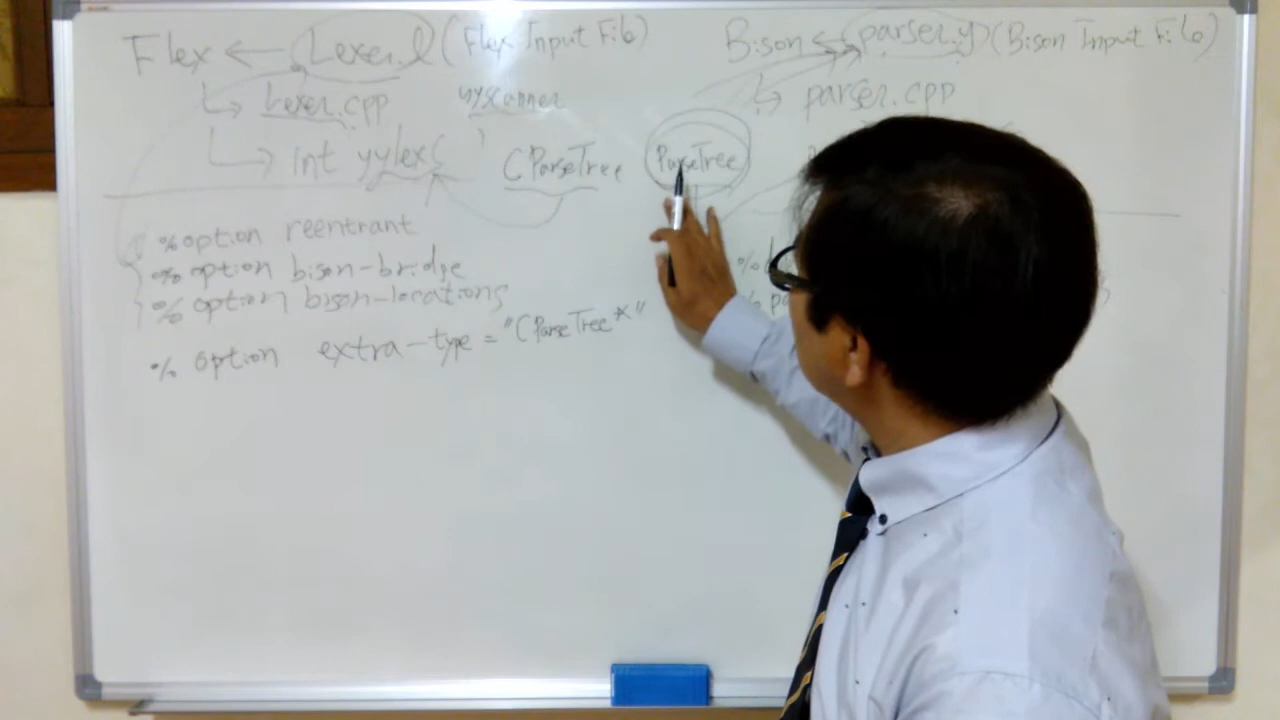 Flex ← Lexer.l (Flex Input File)
Bison ← parser.y (Bison Input File)
↳ Lexer.cpp yyscanner
↳ parser.cpp
↳ int yylex(
CParseTree ParseTree
%option reentrant
%option bison-bridge
%option bison-locations
% option extra-type = "CParseTree*"